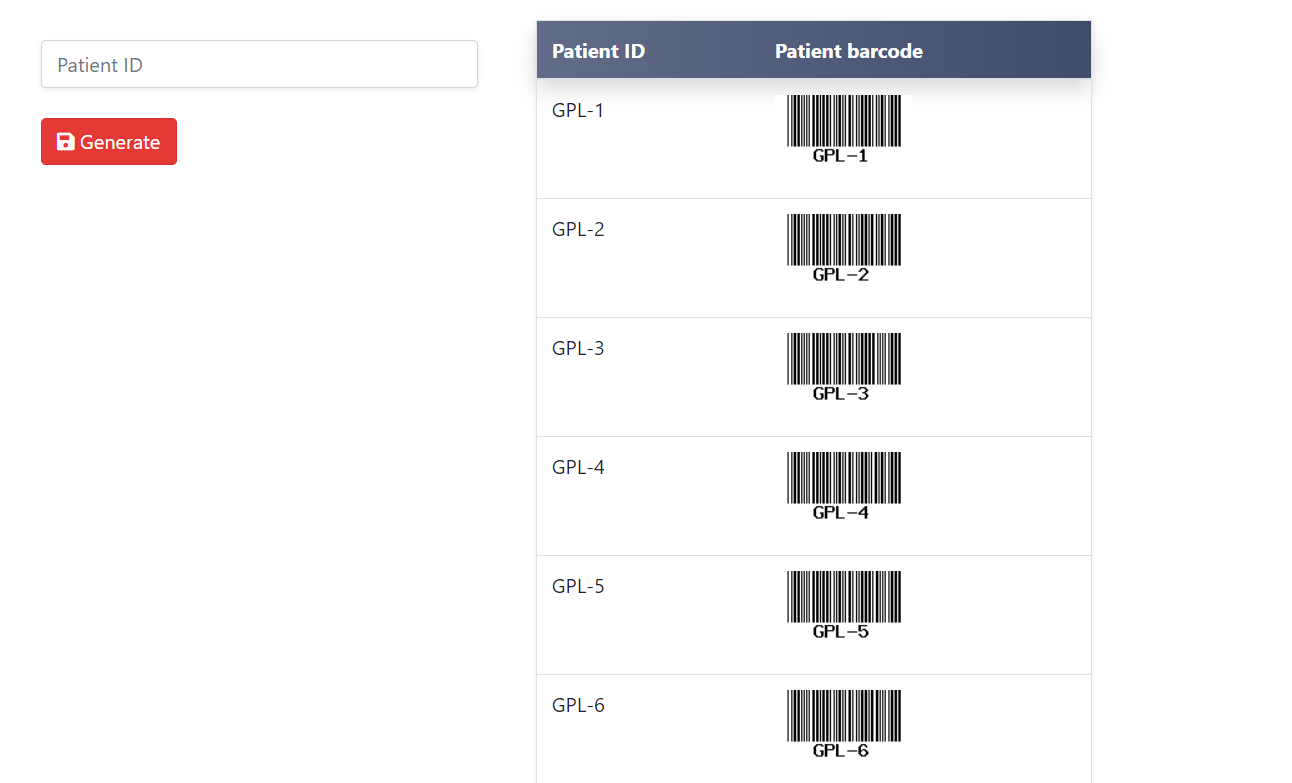 Patient ID
Generate
Patient ID Patient barcode
GPL-1
GPL-1
GPL-2
GPL-2
GPL-3
GPL-3
GPL-4
GPL-4
GPL-5
GPL-5
GPL-6
GPL-6